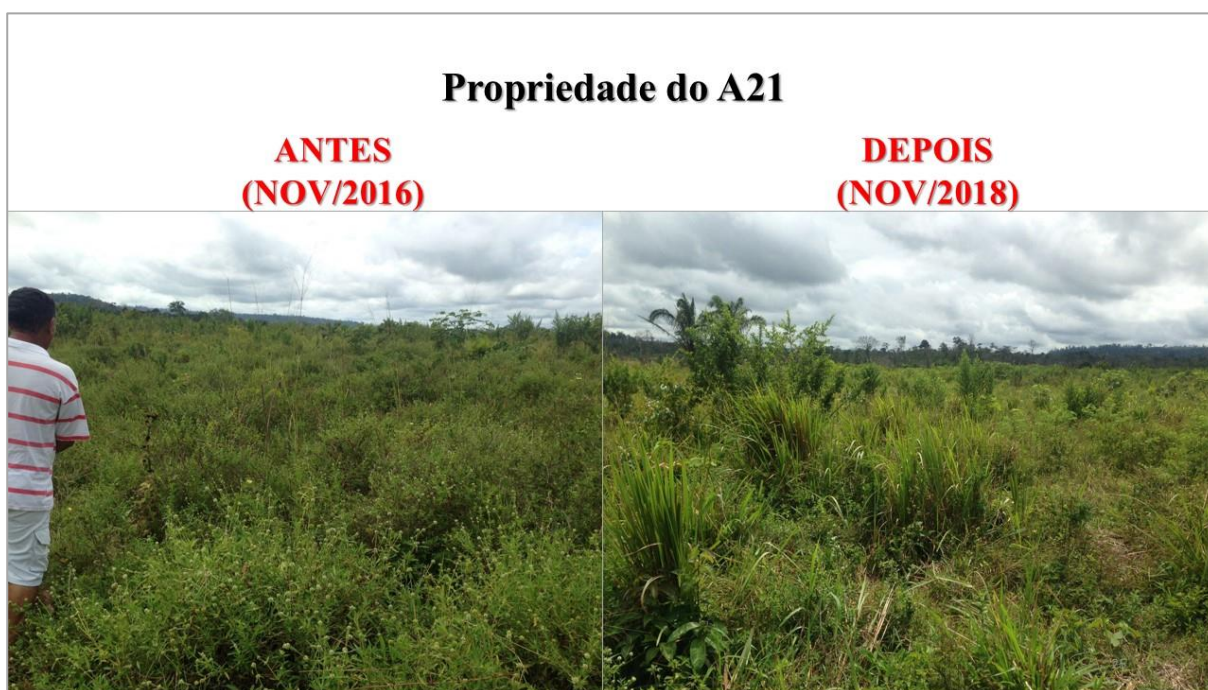 Propriedade do A21
ANTES
(NOV/2016)
DEPOIS
(NOV/2018)